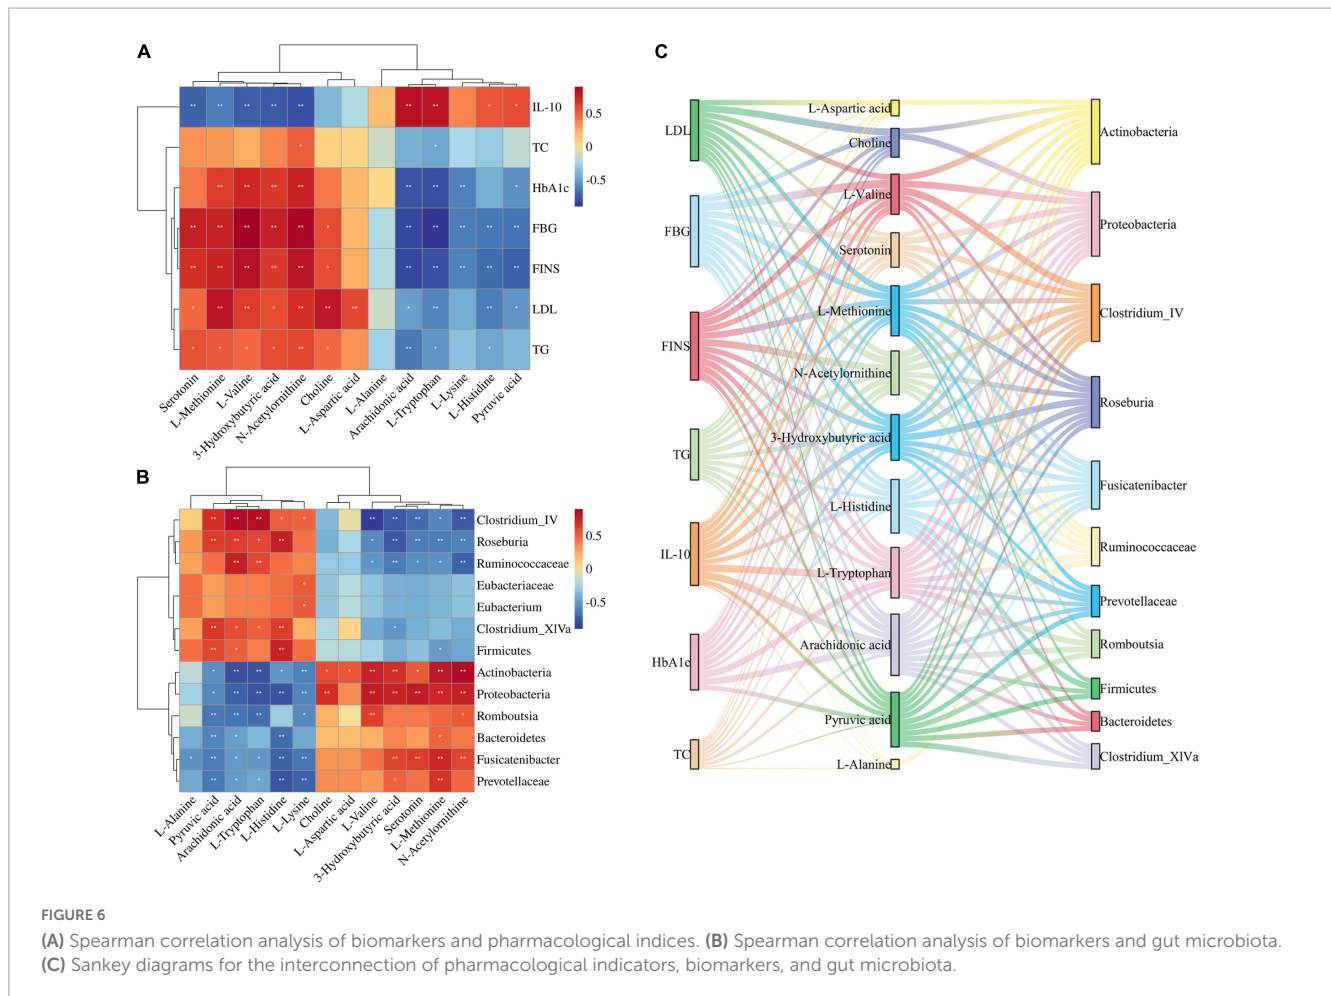 A
IL-10
TC
HbA1c
FBG
FINS
LDL
TG
0.5
0
-0.5
Serotonin
L-Methionine
L-Valine
3-Hydroxybutyric acid
N-Acetylornithine
Choline
L-Aspartic acid
L-Alanine
Arachidonic acid
L-Tryptophan
L-Lysine
L-Histidine
Pyruvic acid
B
Clostridium_IV
Roseburia
Ruminococcaceae
Eubacteriaceae
Eubacterium
Clostridium_XlVa
Firmicutes
Actinobacteria
Proteobacteria
Romboutsia
Bacteroidetes
Fusicatenibacter
Prevotellaceae
0.5
0
-0.5
L-Alanine
Pyruvic acid
Arachidonic acid
L-Tryptophan
L-Histidine
L-Lysine
Choline
L-Aspartic acid
L-Valine
3-Hydroxybutyric acid
Serotonin
L-Methionine
N-Acetylornithine
C
LDL
FBG
FINS
TG
IL-10
HbA1c
TC
L-Aspartic acid
Choline
L-Valine
Serotonin
L-Methionine
N-Acetylornithine
3-Hydroxybutyric acid
L-Histidine
L-Tryptophan
Arachidonic acid
Pyruvic acid
L-Alanine
Actinobacteria
Proteobacteria
Clostridium_IV
Roseburia
Fusicatenibacter
Ruminococcaceae
Prevotellaceae
Romboutsia
Firmicutes
Bacteroidetes
Clostridium_XlVa
FIGURE 6
(A) Spearman correlation analysis of biomarkers and pharmacological indices. (B) Spearman correlation analysis of biomarkers and gut microbiota.
(C) Sankey diagrams for the interconnection of pharmacological indicators, biomarkers, and gut microbiota.